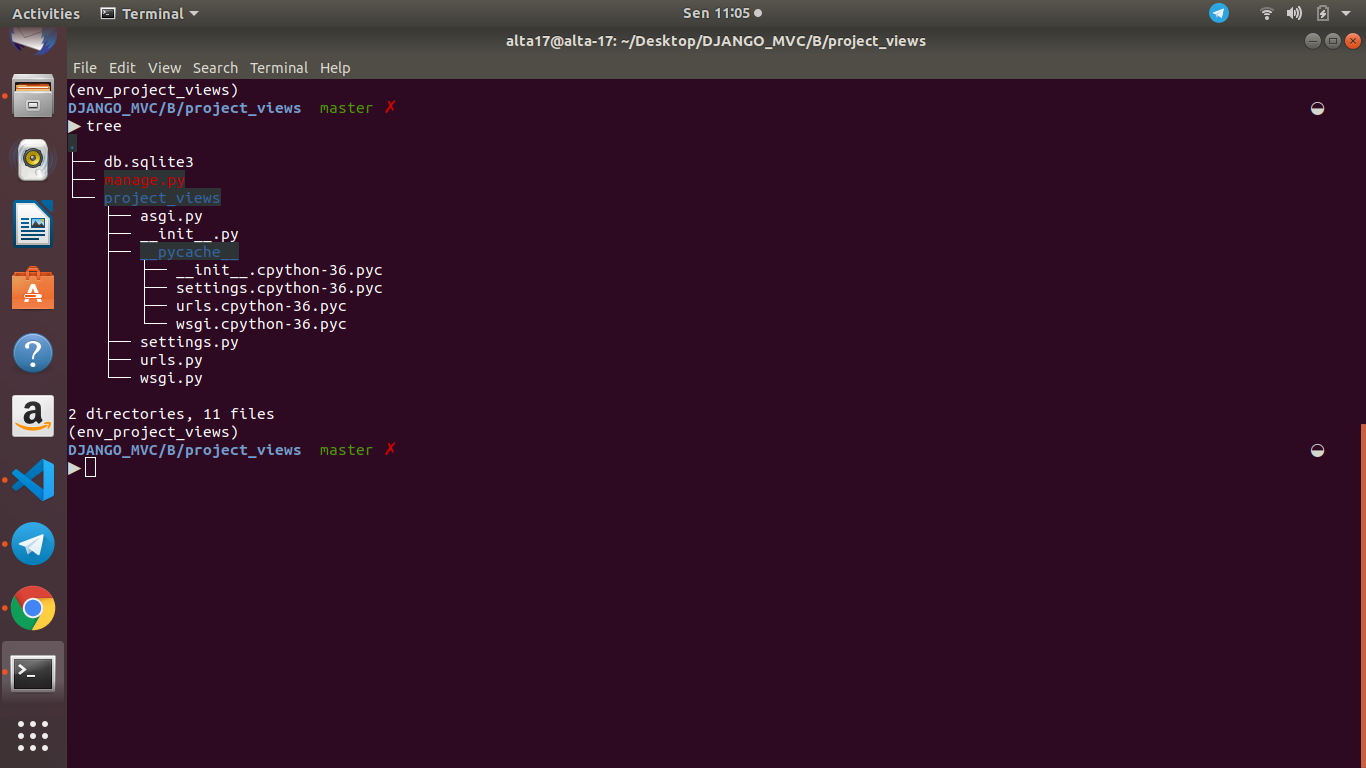 Activities Terminal Sen 11:05
alta17@alta-17: ~/Desktop/DJANGO_MVC/B/project_views
File Edit View Search Terminal Help
(env_project_views)
DJANGO_MVC/B/project_views master ✗
▶ tree
.
├── db.sqlite3
├── manage.py
└── project_views
    ├── asgi.py
    ├── __init__.py
    ├── __pycache__
    │   ├── __init__.cpython-36.pyc
    │   ├── settings.cpython-36.pyc
    │   ├── urls.cpython-36.pyc
    │   └── wsgi.cpython-36.pyc
    ├── settings.py
    ├── urls.py
    └── wsgi.py
2 directories, 11 files
(env_project_views)
DJANGO_MVC/B/project_views master ✗
▶